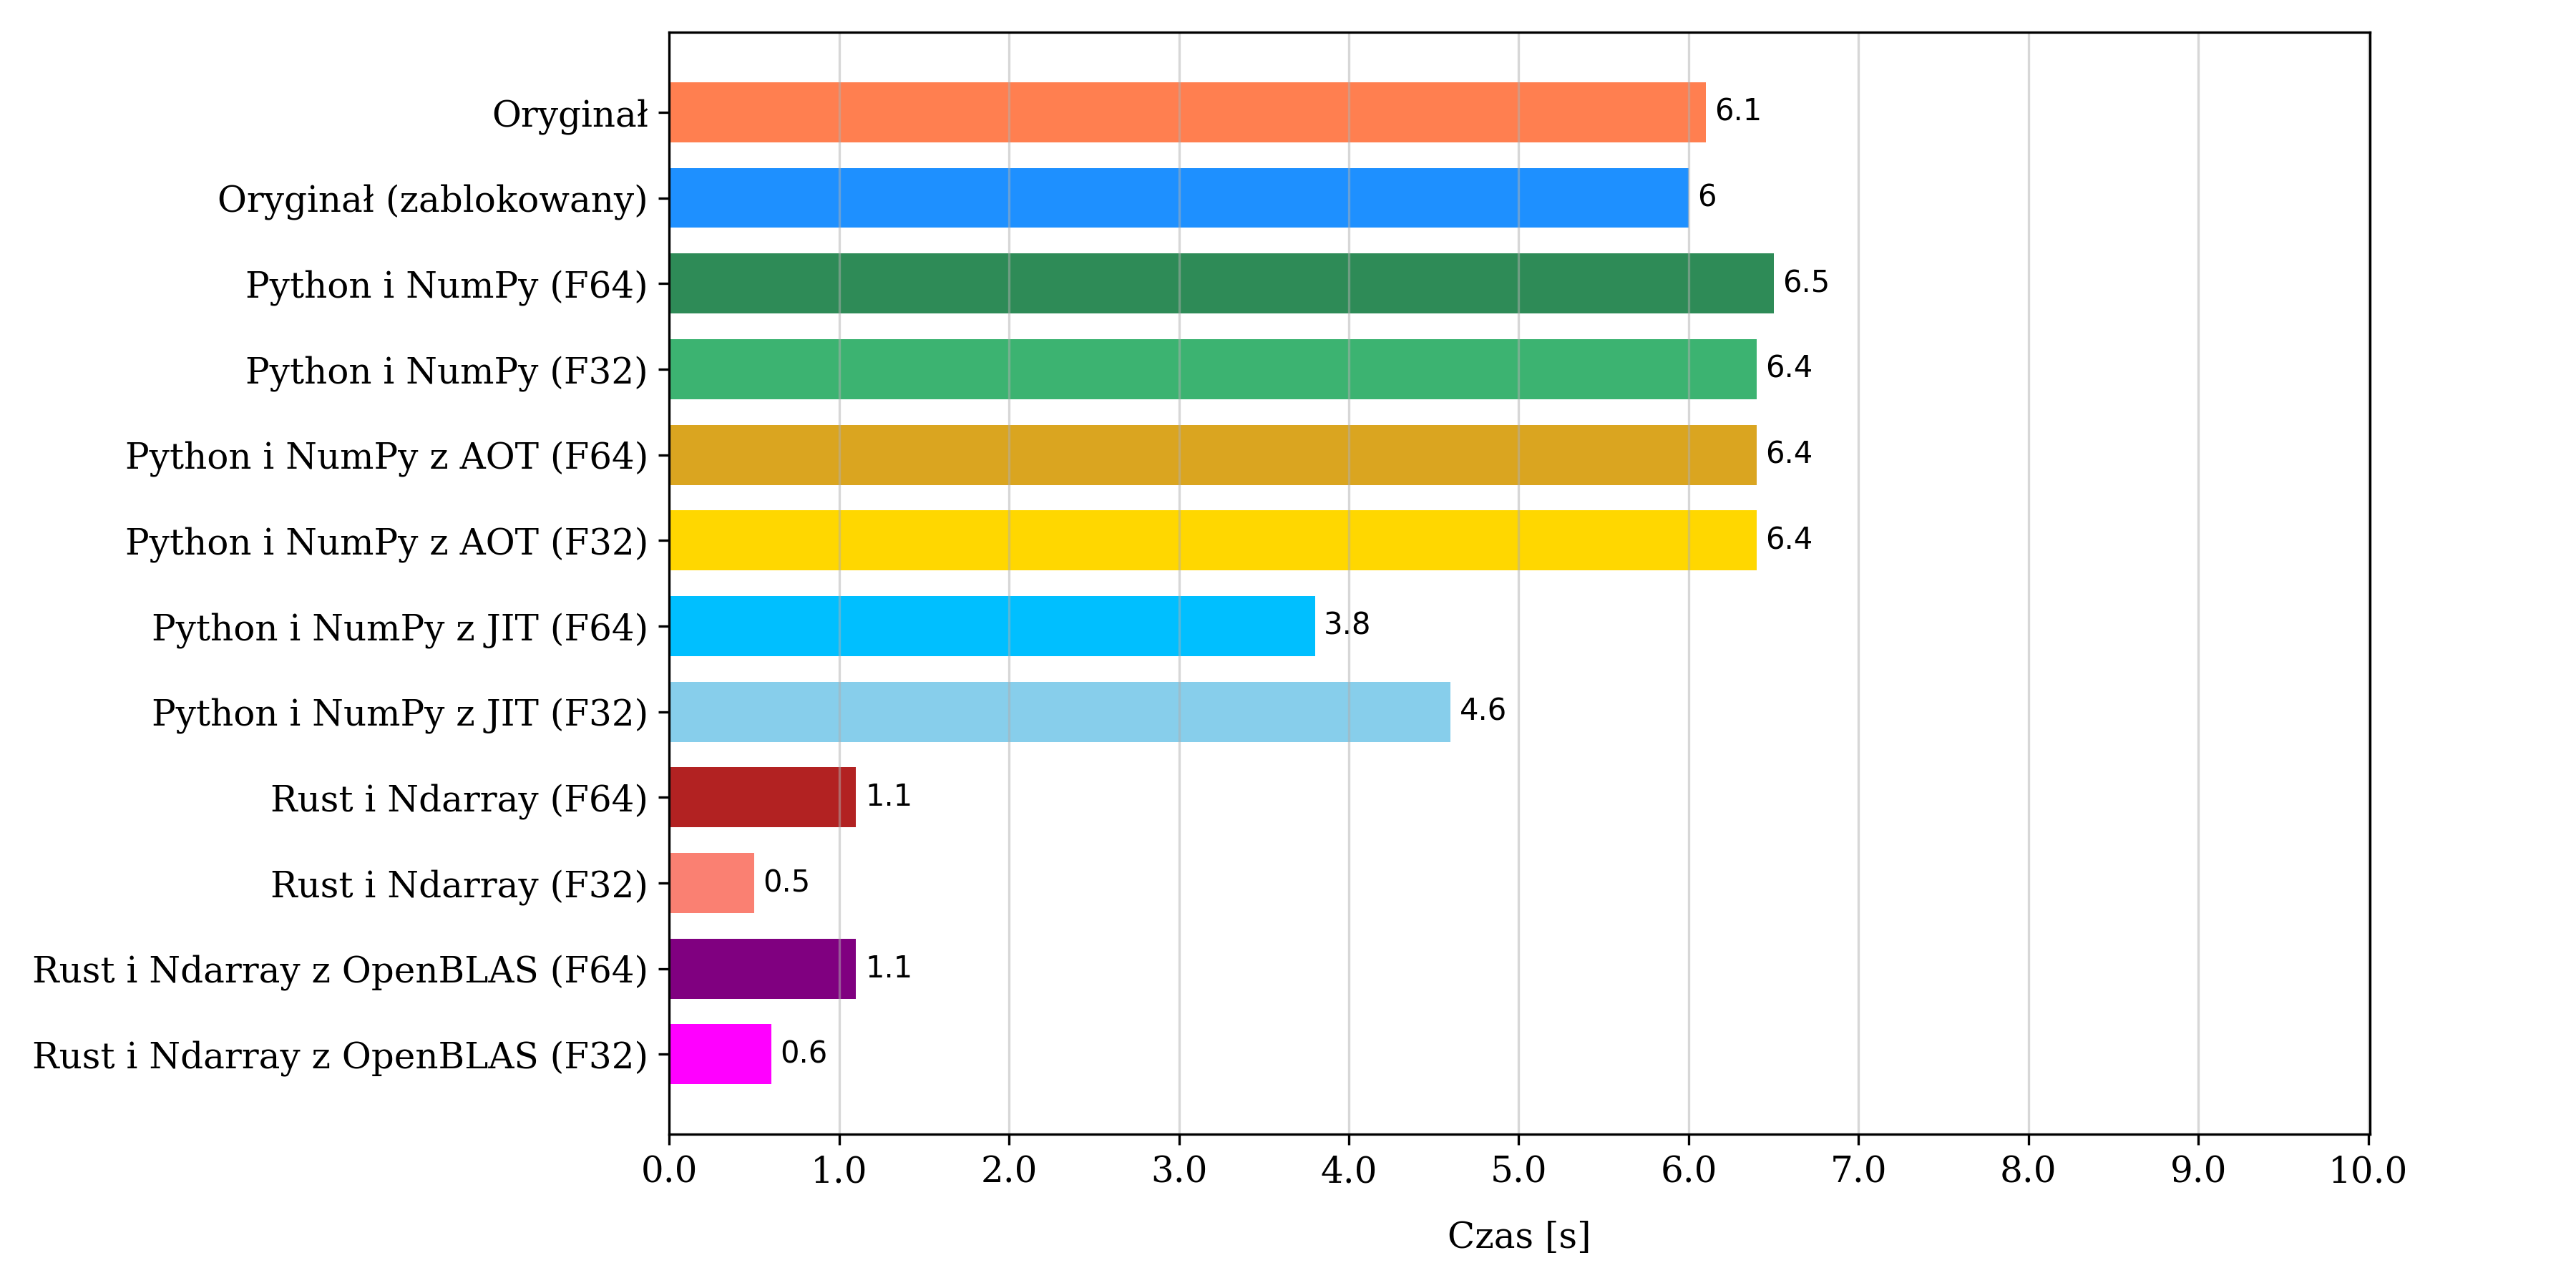 Oryginał 6.1
Oryginał (zablokowany) 6
Python i NumPy (F64) 6.5
Python i NumPy (F32) 6.4
Python i NumPy z AOT (F64) 6.4
Python i NumPy z AOT (F32) 6.4
Python i NumPy z JIT (F64) 3.8
Python i NumPy z JIT (F32) 4.6
Rust i Ndarray (F64) 1.1
Rust i Ndarray (F32) 0.5
Rust i Ndarray z OpenBLAS (F64) 1.1
Rust i Ndarray z OpenBLAS (F32) 0.6
0.0 1.0 2.0 3.0 4.0 5.0 6.0 7.0 8.0 9.0 10.0
Czas [s]